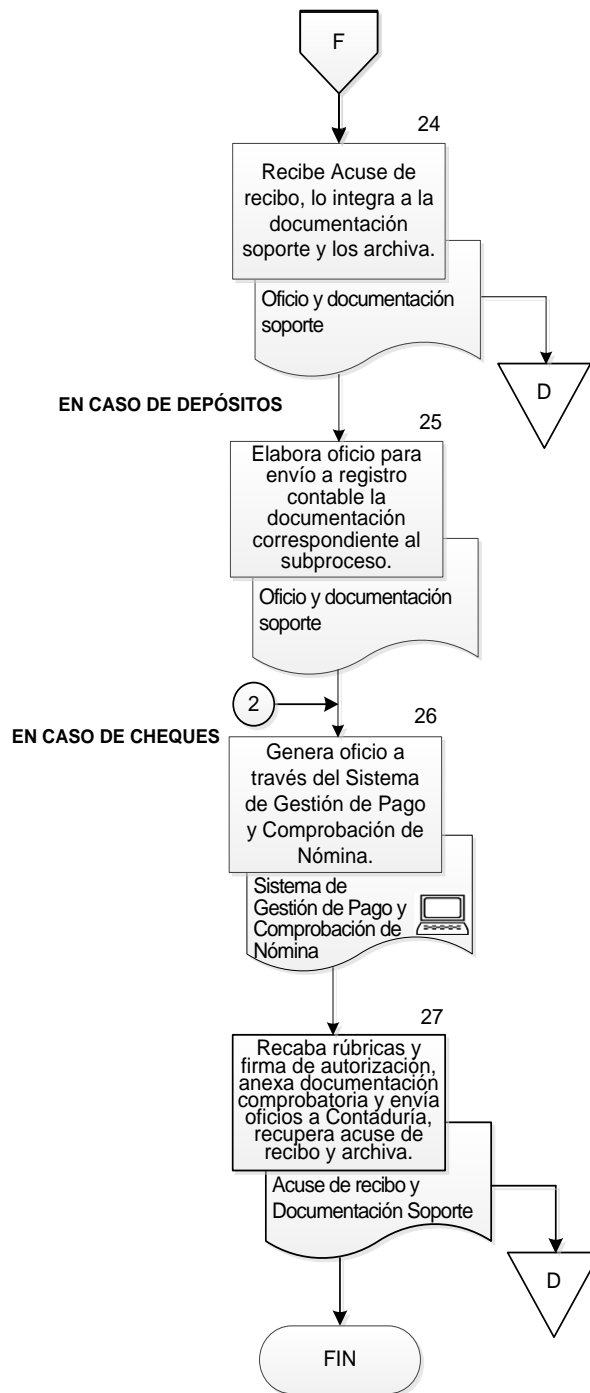 F
24
Recibe Acuse de
recibo, lo integra a la
documentación
soporte y los archiva.
Oficio y documentación
soporte
D
EN CASO DE DEPÓSITOS
25
Elabora oficio para
envío a registro
contable la
documentación
correspondiente al
subproceso.
Oficio y documentación
soporte
2
26
EN CASO DE CHEQUES
Genera oficio a
través del Sistema
de Gestión de Pago
y Comprobación de
Nómina.
Sistema de
Gestión de Pago y
Comprobación de
Nómina
27
Recaba rúbricas y
firma de autorización,
anexa documentación
comprobatoria y envía
oficios a Contaduría,
recupera acuse de
recibo y archiva.
Acuse de recibo y
Documentación Soporte
D
FIN